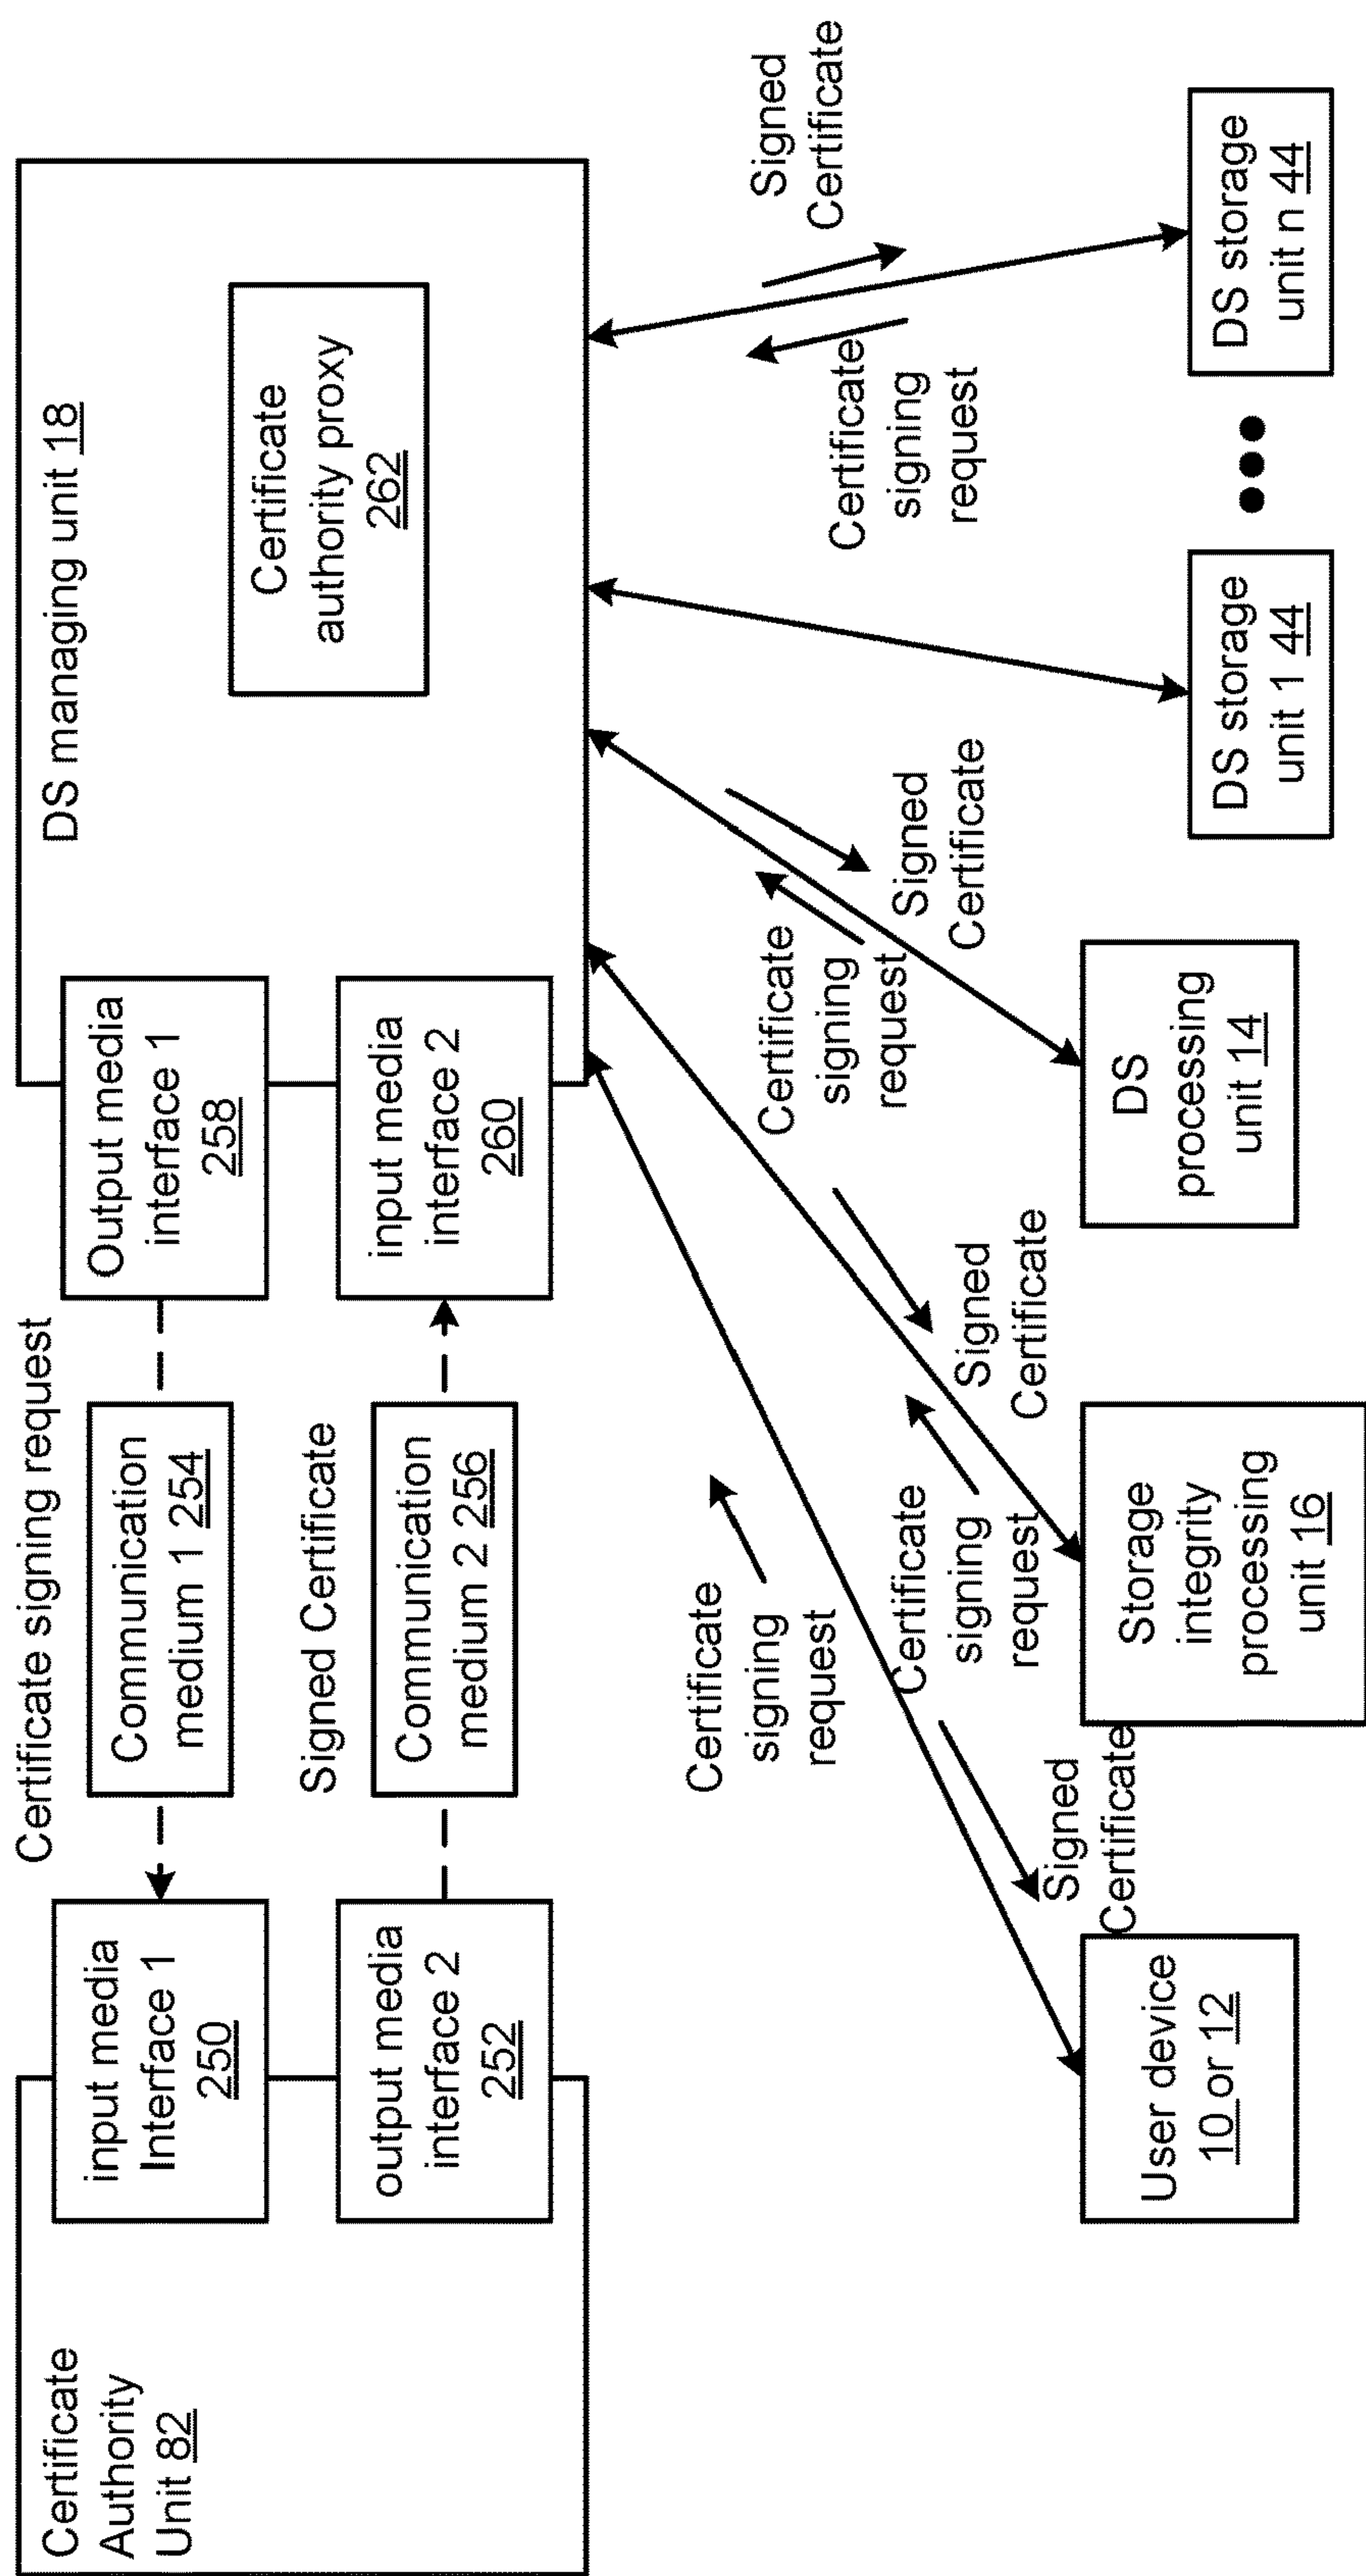 Certificate
Authority
Unit 82
input media
Interface 1
250
output media
interface 2
252
Certificate signing request
Communication
medium 1 254
Signed Certificate
Communication
medium 2 256
Output media
interface 1
258
input media
interface 2
260
DS managing unit 18
Certificate
authority proxy
262
Certificate
signing
request
Signed
Certificate
Certificate
signing
request
Signed
Certificate
Certificate
signing
request
Signed
Certificate
Certificate
signing
request
Signed
Certificate
User device
10 or 12
Storage
integrity
processing
unit 16
DS
processing
unit 14
DS storage
unit 1 44
DS storage
unit n 44